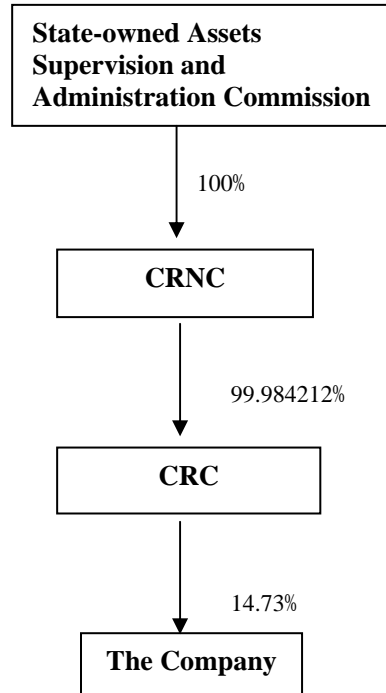 State-owned Assets
Supervision and
Administration Commission
100%
CRNC
99.984212%
CRC
14.73%
The Company